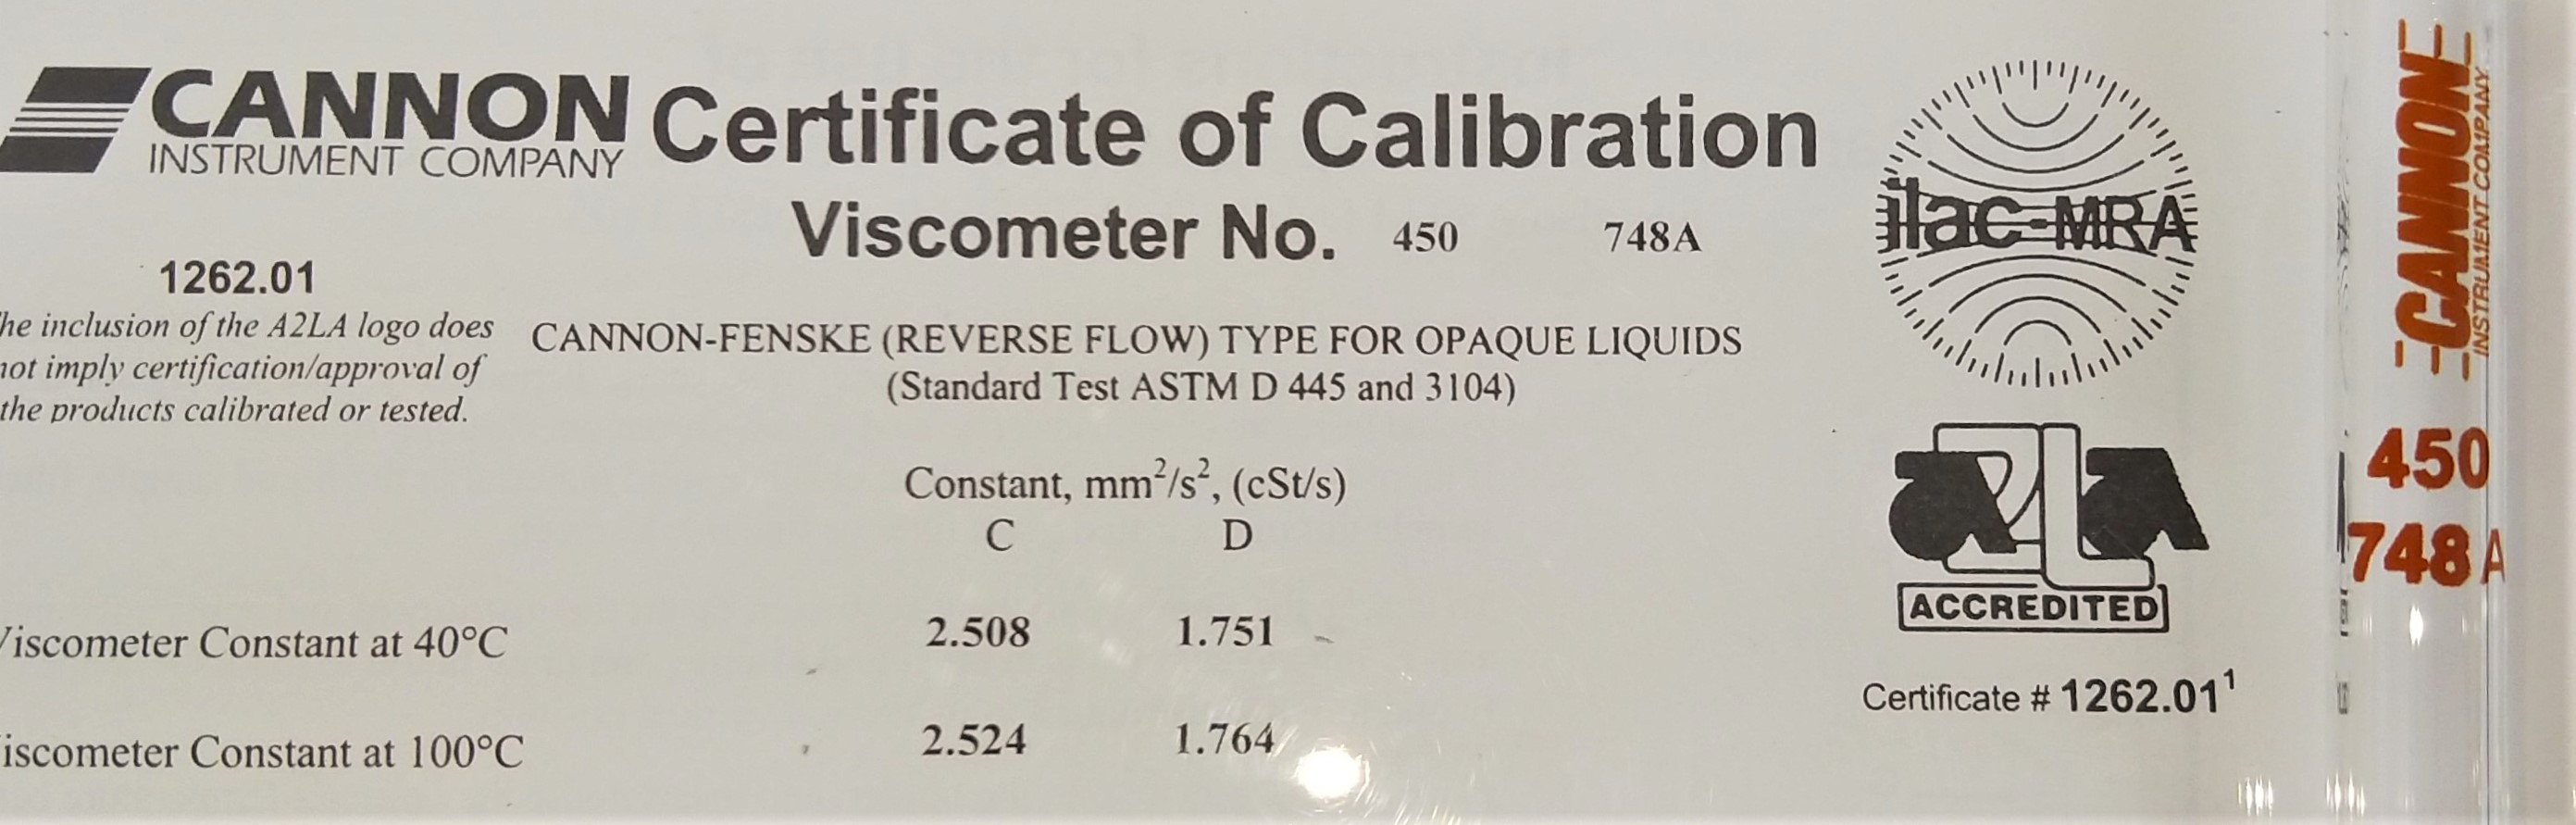 CANNON
INSTRUMENT COMPANY
Certificate of Calibration
Viscometer No. 450 748A
1262.01
he inclusion of the A2LA logo does
not imply certification/approval of
the products calibrated or tested.
CANNON-FENSKE (REVERSE FLOW) TYPE FOR OPAQUE LIQUIDS
(Standard Test ASTM D 445 and 3104)
Constant, mm²/s², (cSt/s)
C D
Viscometer Constant at 40°C 2.508 1.751
iscometer Constant at 100°C 2.524 1.764
ilac-MRA
A2LA
ACCREDITED
Certificate # 1262.01¹
CANNON
INSTRUMENT COMPANY
450
748 A